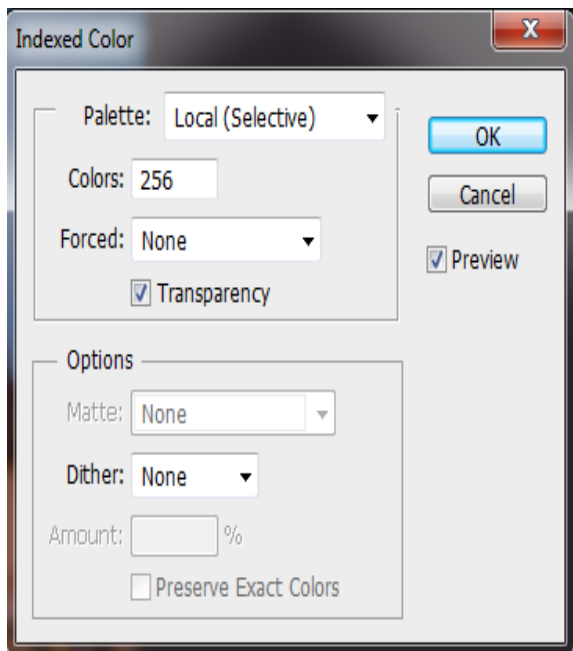 Indexed Color
X
Palette: Local (Selective)
Colors: 256
Forced: None
Transparency
OK
Cancel
Preview
Options
Matte: None
Dither: None
Amount: %
Preserve Exact Colors